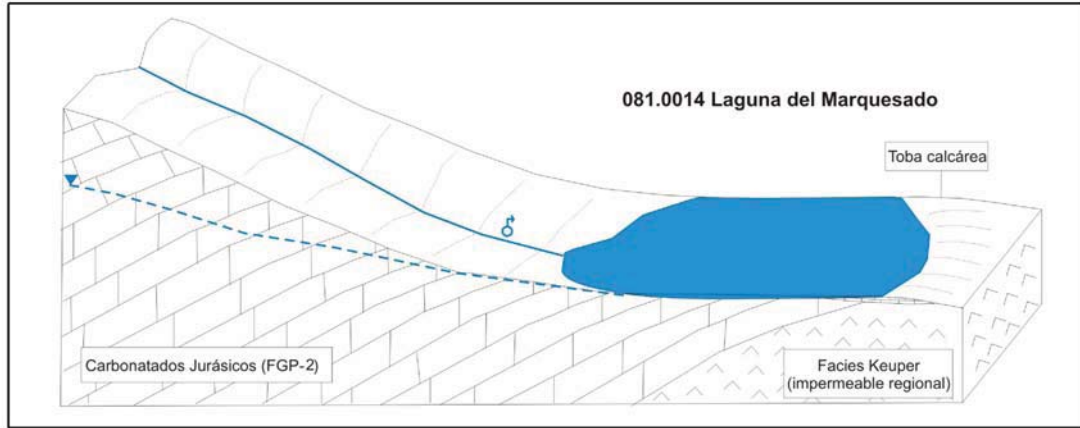 081.0014 Laguna del Marquesado
Toba calcárea
Carbonatados Jurásicos (FGP-2)
Facies Keuper
(impermeable regional)